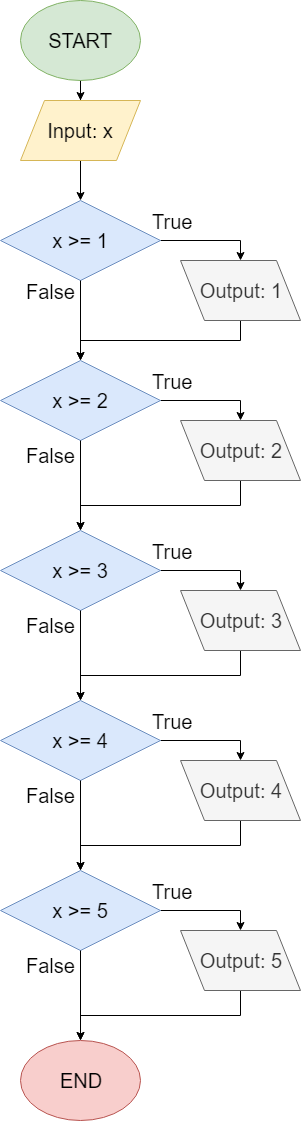 START
Input: x
x >= 1
True
Output: 1
False
x >= 2
True
Output: 2
False
x >= 3
True
Output: 3
False
x >= 4
True
Output: 4
False
x >= 5
True
Output: 5
False
END